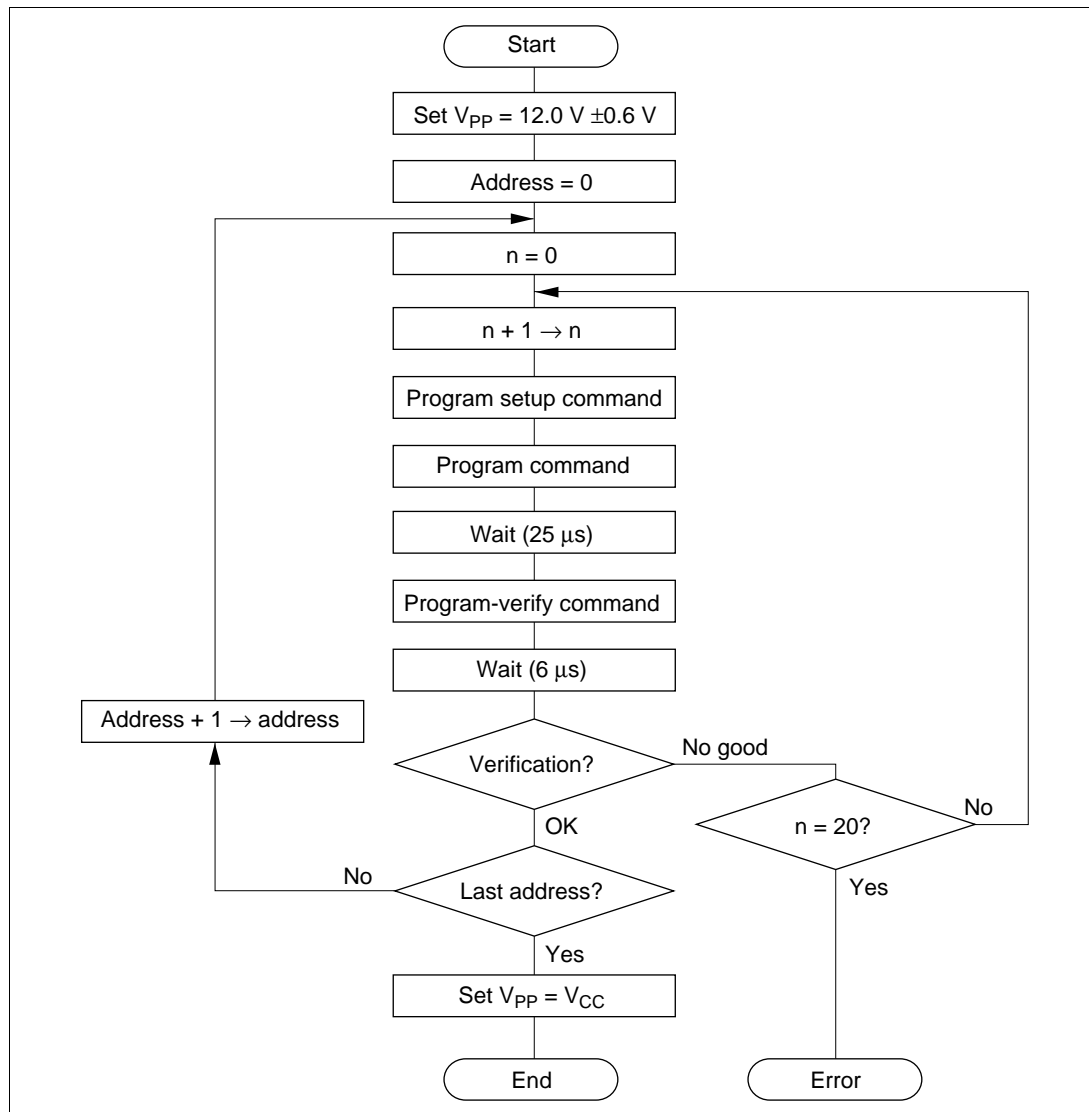 Start
Set VPP = 12.0 V ±0.6 V
Address = 0
n = 0
n + 1 → n
Program setup command
Program command
Wait (25 µs)
Program-verify command
Wait (6 µs)
Address + 1 → address
Verification?
No good
n = 20?
No
OK
Last address?
No
Yes
Yes
Set VPP = VCC
End
Error